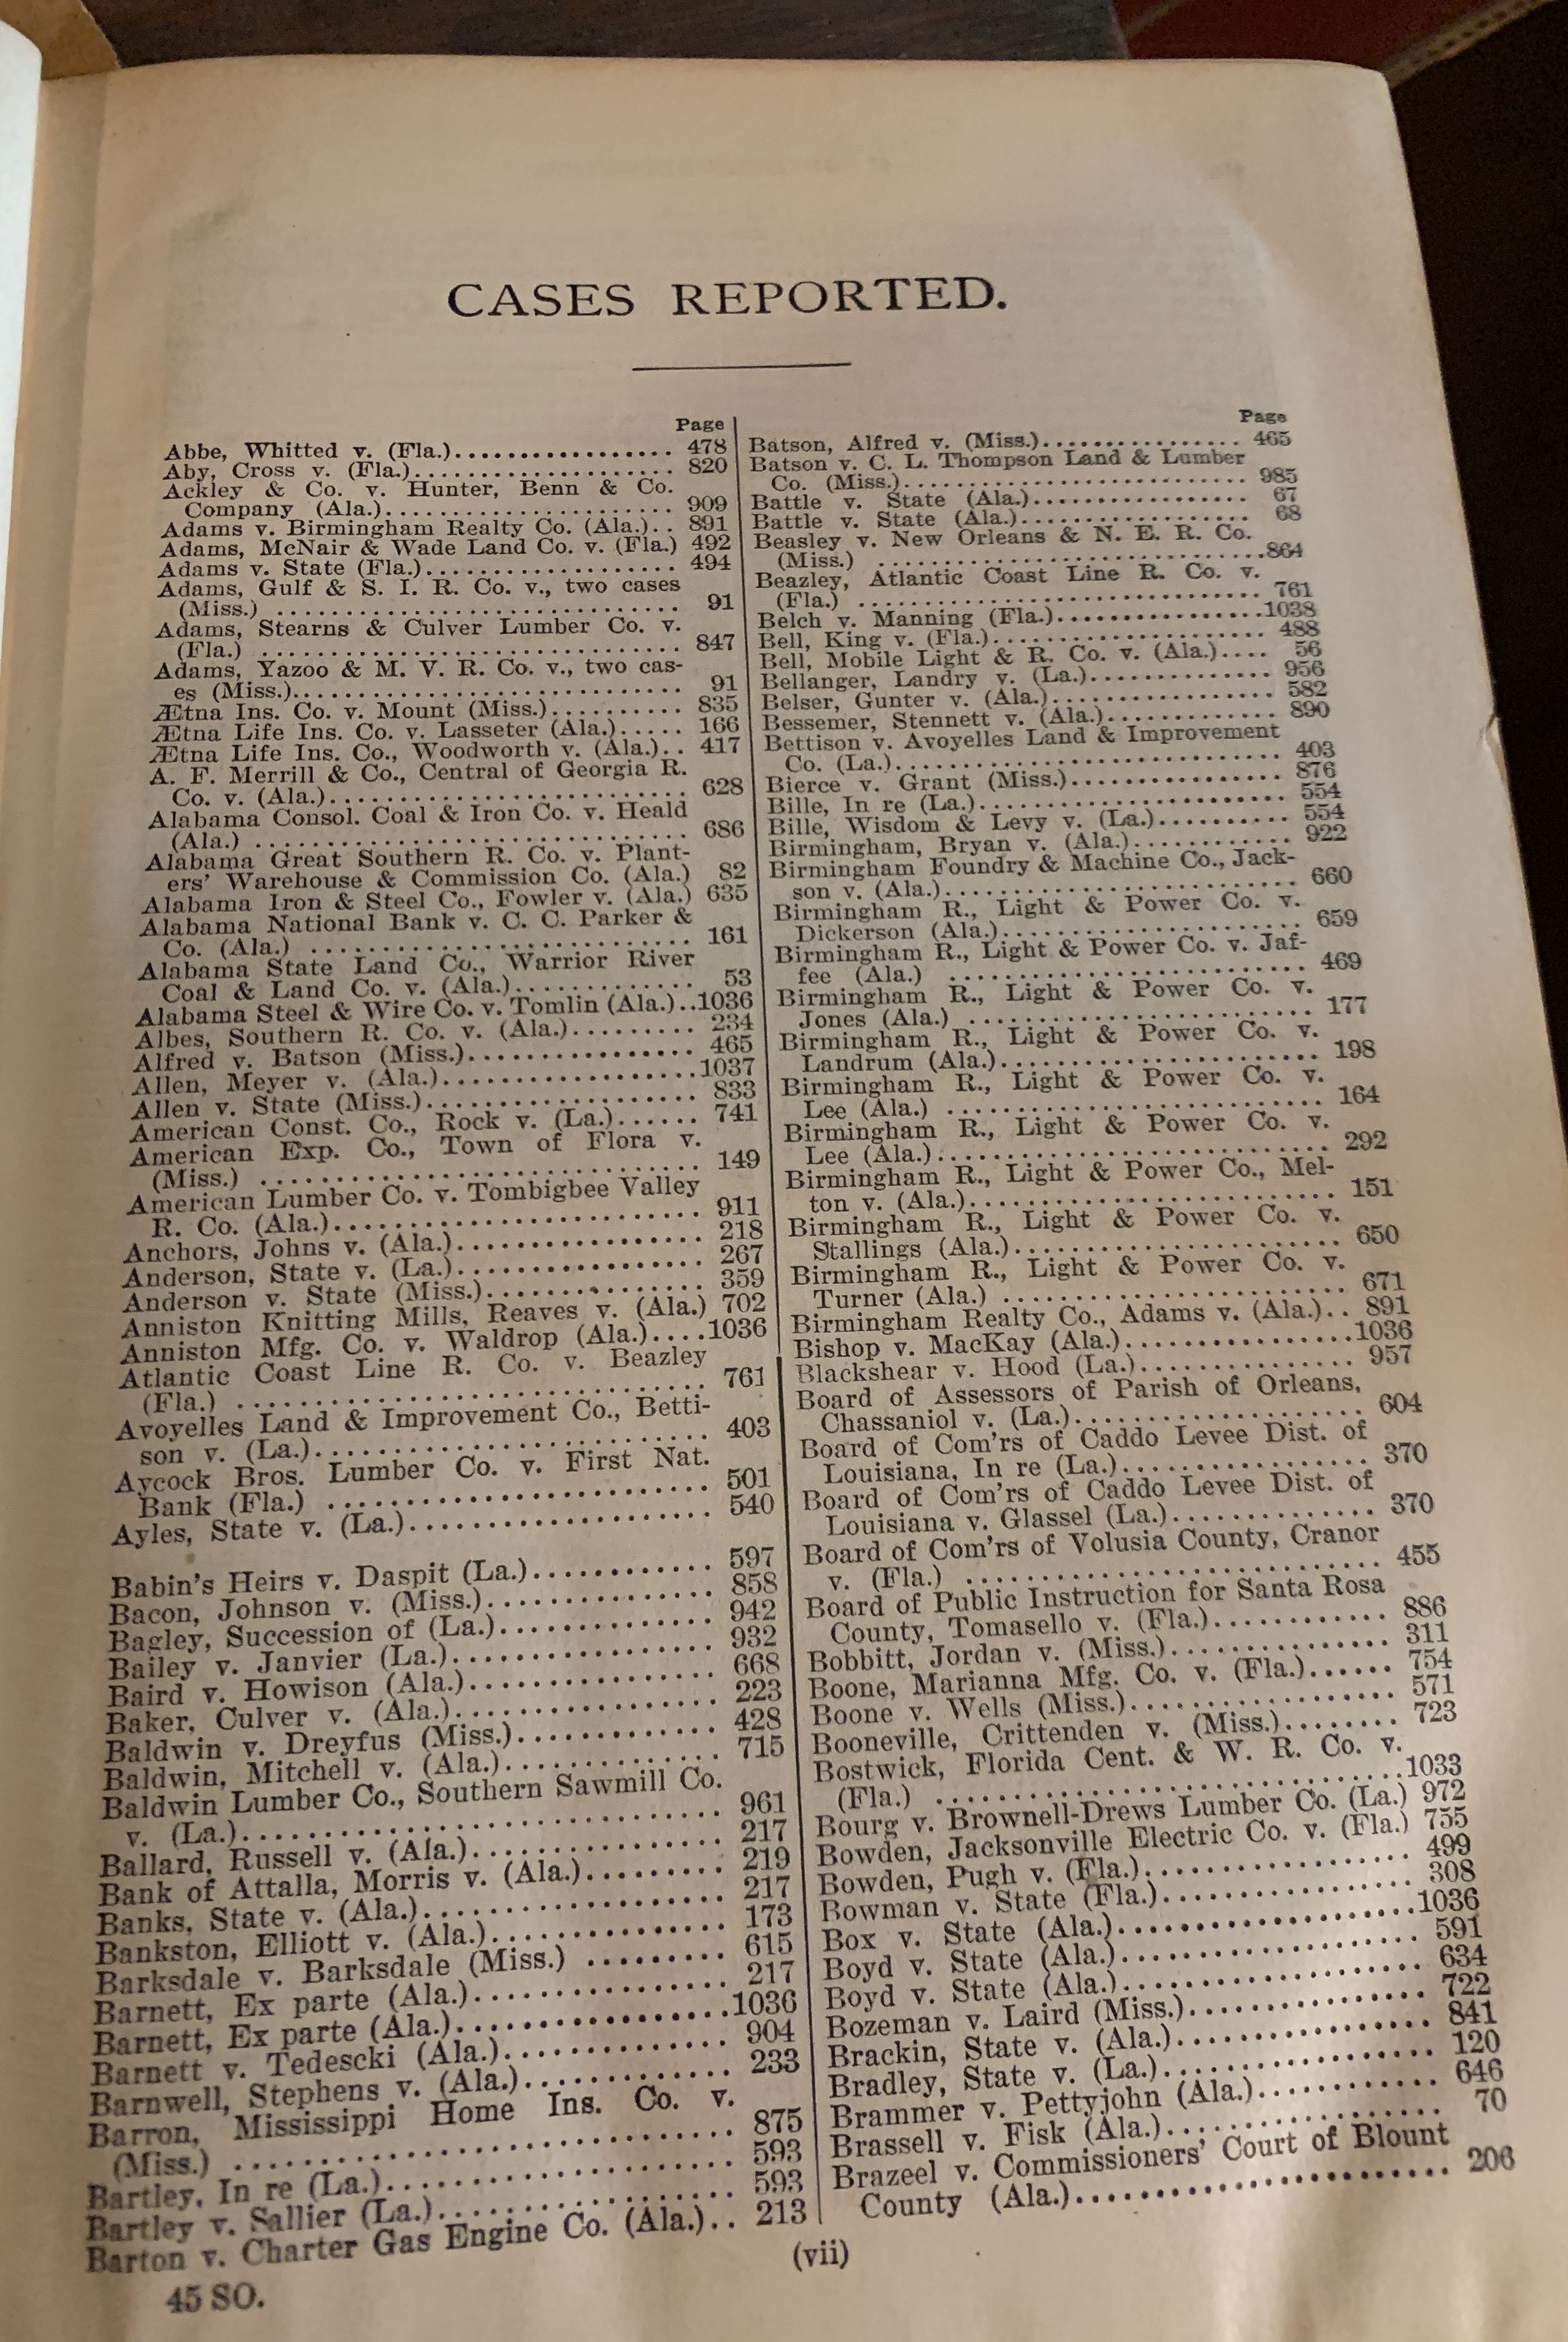 CASES REPORTED.
Page
Abbe, Whitted v. (Fla.)................. 478
Aby, Cross v. (Fla.).................... 820
Ackley & Co. v. Hunter, Benn & Co.
Company (Ala.)...................... 909
Adams v. Birmingham Realty Co. (Ala.).. 891
Adams, McNair & Wade Land Co. v. (Fla.) 492
Adams v. State (Fla.)................... 494
Adams, Gulf & S. I. R. Co. v., two cases
(Miss.) ............................... 91
Adams, Stearns & Culver Lumber Co. v.
(Fla.) ................................ 847
Adams, Yazoo & M. V. R. Co. v., two cas-
es (Miss.).............................. 91
Ætna Ins. Co. v. Mount (Miss.).......... 835
Ætna Life Ins. Co. v. Lasseter (Ala.)..... 166
Ætna Life Ins. Co., Woodworth v. (Ala.).. 417
A. F. Merrill & Co., Central of Georgia R.
Co. v. (Ala.).......................... 628
Alabama Consol. Coal & Iron Co. v. Heald
(Ala.) ................................ 686
Alabama Great Southern R. Co. v. Plant-
ers' Warehouse & Commission Co. (Ala.) 82
Alabama Iron & Steel Co., Fowler v. (Ala.) 635
Alabama National Bank v. C. C. Parker &
Co. (Ala.) ............................ 161
Alabama State Land Co., Warrior River
Coal & Land Co. v. (Ala.).............. 53
Alabama Steel & Wire Co. v. Tomlin (Ala.)..1036
Albes, Southern R. Co. v. (Ala.)......... 234
Alfred v. Batson (Miss.)................. 465
Allen, Meyer v. (Ala.)...................1037
Allen v. State (Miss.).................... 833
American Const. Co., Rock v. (La.)...... 741
American Exp. Co., Town of Flora v.
(Miss.) ............................... 149
American Lumber Co. v. Tombigbee Valley
R. Co. (Ala.)........................... 911
Anchors, Johns v. (Ala.)................. 218
Anderson, State v. (La.)................. 267
Anderson v. State (Miss.)................ 359
Anniston Knitting Mills, Reaves v. (Ala.) 702
Anniston Mfg. Co. v. Waldrop (Ala.)....1036
Atlantic Coast Line R. Co. v. Beazley
(Fla.) ................................ 761
Avoyelles Land & Improvement Co., Betti-
son v. (La.)............................ 403
Aycock Bros. Lumber Co. v. First Nat.
Bank (Fla.) ........................... 501
Ayles, State v. (La.).................... 540
Babin's Heirs v. Daspit (La.)............ 597
Bacon, Johnson v. (Miss.)............... 858
Bagley, Succession of (La.).............. 942
Bailey v. Janvier (La.).................. 932
Baird v. Howison (Ala.)................. 668
Baker, Culver v. (Ala.).................. 223
Baldwin v. Dreyfus (Miss.).............. 428
Baldwin, Mitchell v. (Ala.).............. 715
Baldwin Lumber Co., Southern Sawmill Co.
v. (La.)................................ 961
Ballard, Russell v. (Ala.)................ 217
Bank of Attalla, Morris v. (Ala.)......... 219
Banks, State v. (Ala.)................... 217
Bankston, Elliott v. (Ala.)............... 173
Barksdale v. Barksdale (Miss.) ......... 615
Barnett, Ex parte (Ala.)................. 217
Barnett, Ex parte (Ala.)..................1036
Barnett v. Tedescki (Ala.)............... 904
Barnwell, Stephens v. (Ala.)............. 233
Barron, Mississippi Home Ins. Co. v.
(Miss.) ............................... 875
Bartley, In re (La.)...................... 593
Bartley v. Sallier (La.).................. 593
Barton v. Charter Gas Engine Co. (Ala.).. 213
45 SO.
Page
Batson, Alfred v. (Miss.)................ 465
Batson v. C. L. Thompson Land & Lumber
Co. (Miss.)............................ 985
Battle v. State (Ala.)................. 67
Battle v. State (Ala.).................. 68
Beasley v. New Orleans & N. E. R. Co.
(Miss.) ...............................864
Beazley, Atlantic Coast Line R. Co. v.
(Fla.) ................................ 761
Belch v. Manning (Fla.)................1038
Bell, King v. (Fla.)...................... 488
Bell, Mobile Light & R. Co. v. (Ala.).... 56
Bellanger, Landry v. (La.).............. 956
Belser, Gunter v. (Ala.)................. 582
Bessemer, Stennett v. (Ala.)............. 890
Bettison v. Avoyelles Land & Improvement
Co. (La.).............................. 403
Bierce v. Grant (Miss.)................ 876
Bille, In re (La.)........................ 554
Bille, Wisdom & Levy v. (La.).......... 554
Birmingham, Bryan v. (Ala.)............ 922
Birmingham Foundry & Machine Co., Jack-
son v. (Ala.).......................... 660
Birmingham R., Light & Power Co. v.
Dickerson (Ala.)...................... 659
Birmingham R., Light & Power Co. v. Jaf-
fee (Ala.) ........................... 469
Birmingham R., Light & Power Co. v.
Jones (Ala.) ......................... 177
Birmingham R., Light & Power Co. v.
Landrum (Ala.)....................... 198
Birmingham R., Light & Power Co. v.
Lee (Ala.) ............................ 164
Birmingham R., Light & Power Co. v.
Lee (Ala.)............................. 292
Birmingham R., Light & Power Co., Mel-
ton v. (Ala.)........................... 151
Birmingham R., Light & Power Co. v.
Stallings (Ala.)........................ 650
Birmingham R., Light & Power Co. v.
Turner (Ala.) ........................ 671
Birmingham Realty Co., Adams v. (Ala.).. 891
Bishop v. MacKay (Ala.)................1036
Blackshear v. Hood (La.)............... 957
Board of Assessors of Parish of Orleans,
Chassaniol v. (La.).................... 604
Board of Com'rs of Caddo Levee Dist. of
Louisiana, In re (La.)................. 370
Board of Com'rs of Caddo Levee Dist. of
Louisiana v. Glassel (La.)............. 370
Board of Com'rs of Volusia County, Cranor
v. (Fla.) ............................. 455
Board of Public Instruction for Santa Rosa
County, Tomasello v. (Fla.)............ 886
Bobbitt, Jordan v. (Miss.)............... 311
Boone, Marianna Mfg. Co. v. (Fla.)...... 754
Boone v. Wells (Miss.).................. 571
Booneville, Crittenden v. (Miss.)........ 723
Bostwick, Florida Cent. & W. R. Co. v.
(Fla.) .................................1033
Bourg v. Brownell-Drews Lumber Co. (La.) 972
Bowden, Jacksonville Electric Co. v. (Fla.) 755
Bowden, Pugh v. (Fla.).................. 499
Bowman v. State (Fla.)................. 308
Box v. State (Ala.).....................1036
Boyd v. State (Ala.).................... 591
Boyd v. State (Ala.).................... 634
Bozeman v. Laird (Miss.)............... 722
Brackin, State v. (Ala.)................. 841
Bradley, State v. (La.).................. 120
Brammer v. Pettyjohn (Ala.)............ 646
Brassell v. Fisk (Ala.).................. 70
Brazeel v. Commissioners' Court of Blount
County (Ala.)......................... 206
(vii)